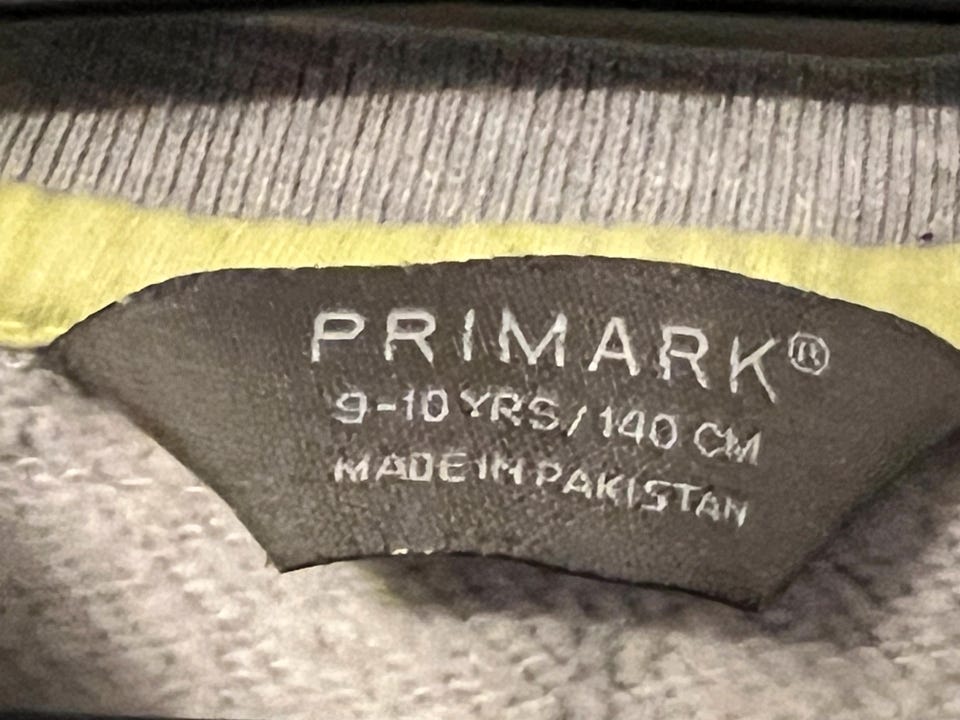 PRIMARK®
9-10 YRS / 140 CM
MADE IN PAKISTAN